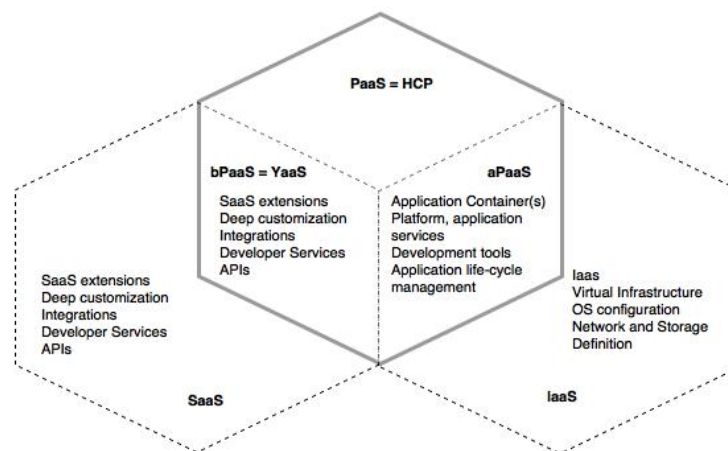 PaaS = HCP
bPaaS = YaaS
SaaS extensions
Deep customization
Integrations
Developer Services
APIs
aPaaS
Application Container(s)
Platform, application
services
Development tools
Application life-cycle
management
SaaS extensions
Deep customization
Integrations
Developer Services
APIs
SaaS
Iaas
Virtual Infrastructure
OS configuration
Network and Storage
Definition
IaaS